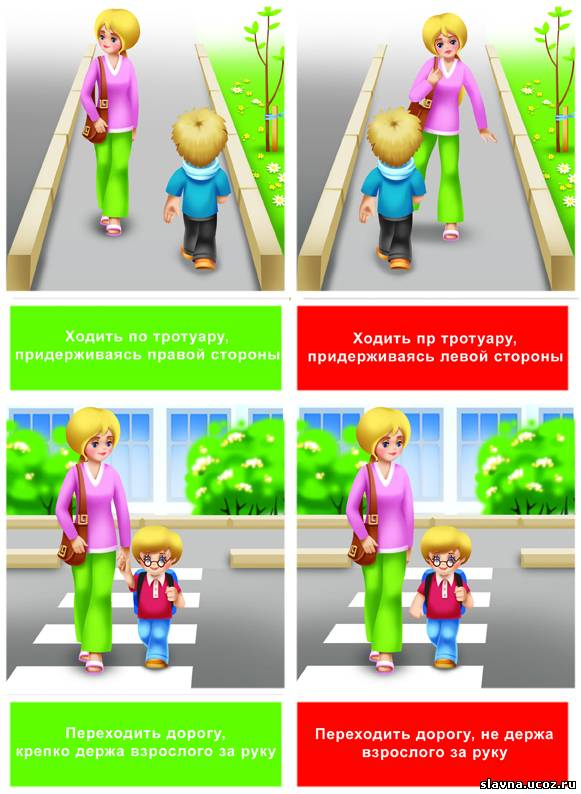 Ходить по тротуару,
придерживаясь правой стороны
Ходить пр тротуару,
придерживаясь левой стороны
Переходить дорогу,
крепко держа взрослого за руку
Переходить дорогу, не держа
взрослого за руку
slavna.ucoz.ru